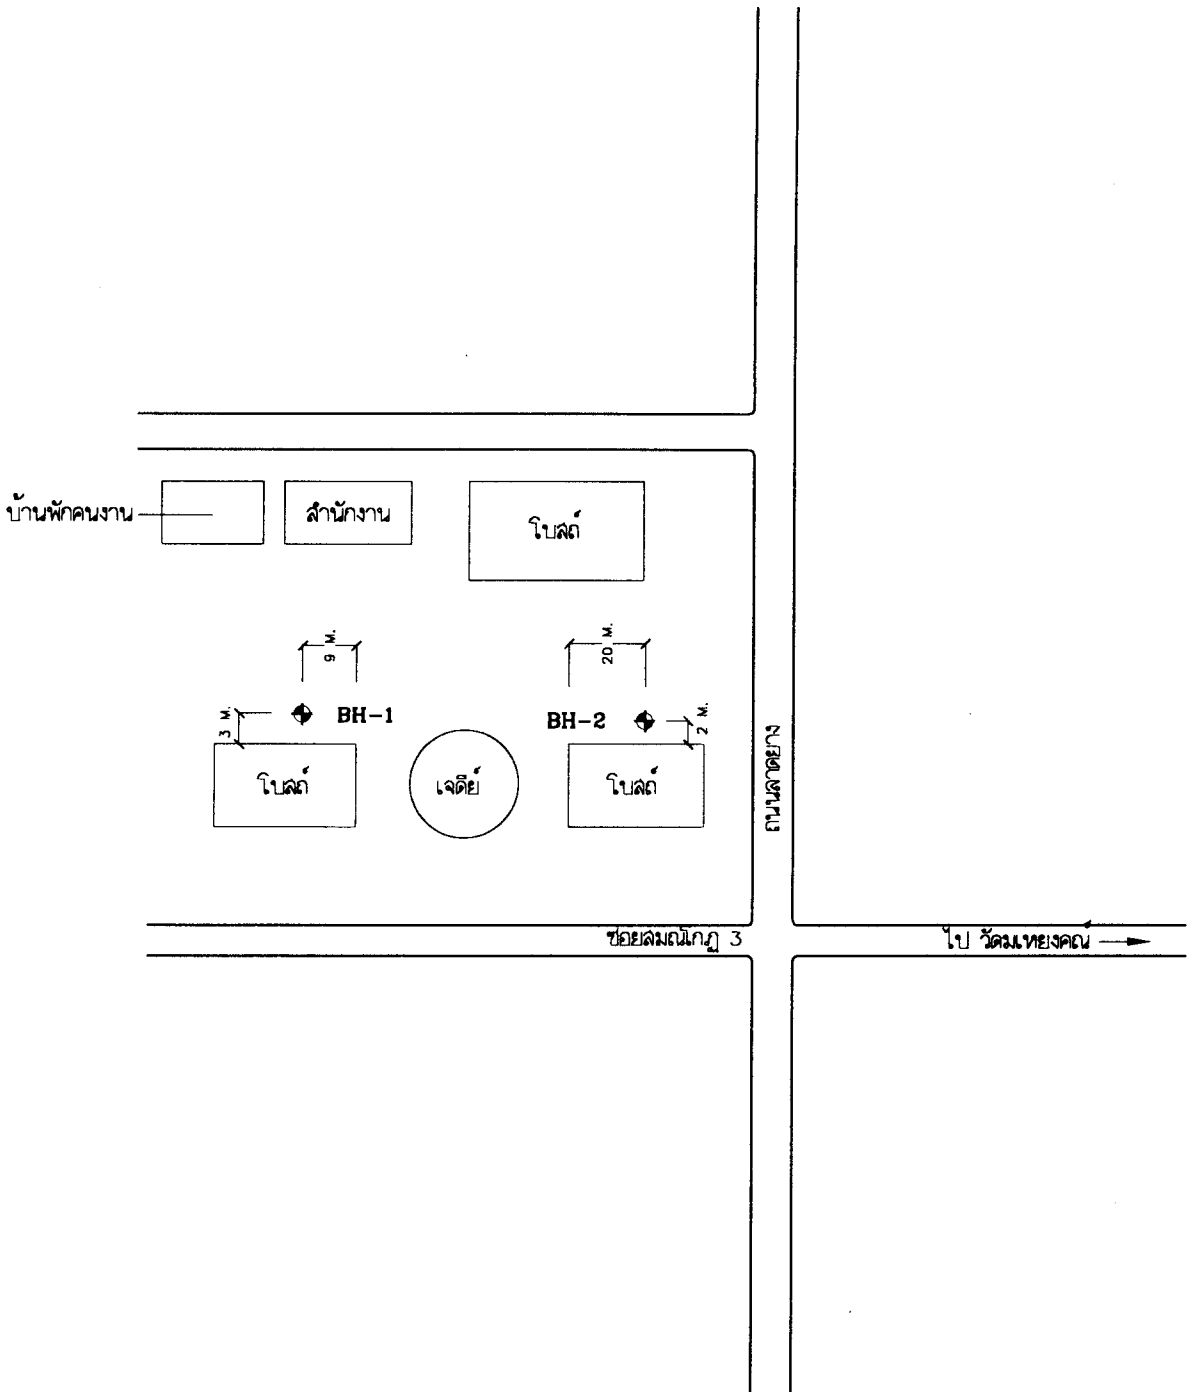 บ้านพักคนงาน
สำนักงาน
โบสถ์
9 M.
20 M.
3 M.
BH-1
BH-2
2 M.
โบสถ์
เจดีย์
โบสถ์
ถนนลาดยาง
ซอยสมณโกฏ 3
ไป วัดมเหยงคณ